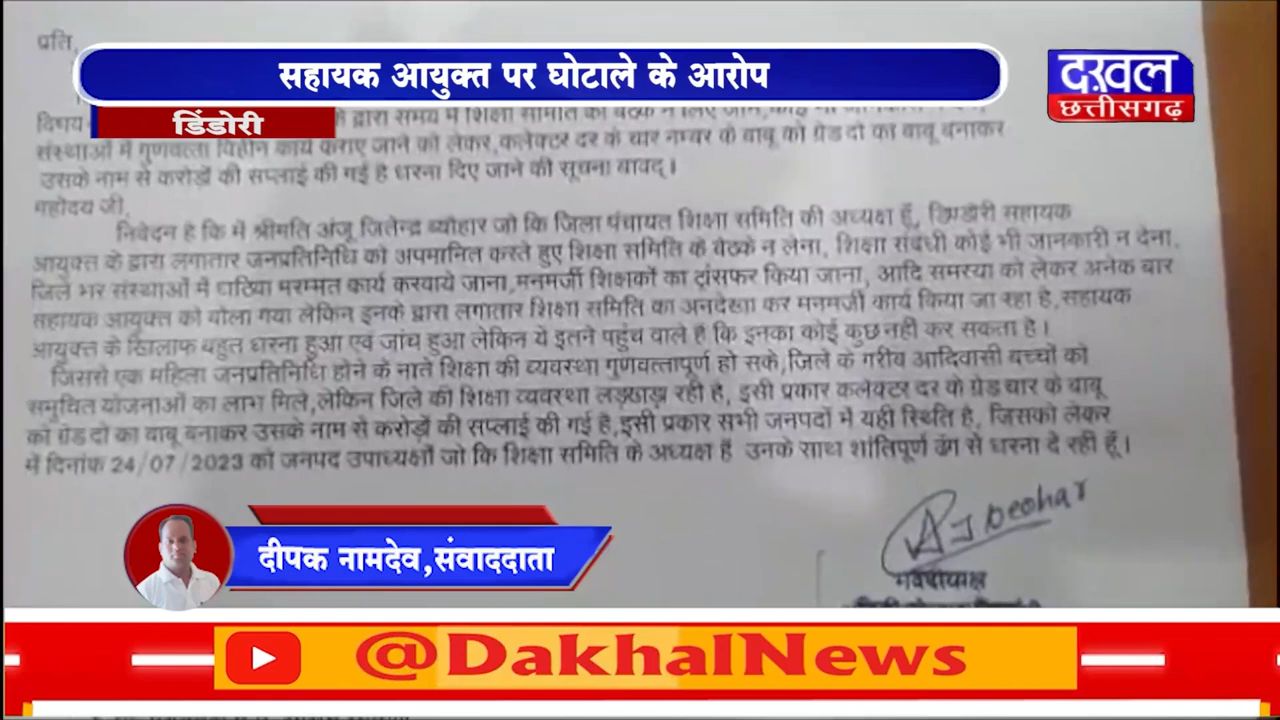 प्रति,
सहायक आयुक्त पर घोटाले के आरोप
दख़ल
छत्तीसगढ़
डिंडोरी
विषय
के द्वारा समय में शिक्षा समिति की बैठक न लिए जाने,
संस्थाओं में गुणवत्ता विहीन कार्य कराए जाने को लेकर,कलेक्टर दर के चार नम्बर के बाबू को ग्रेड दो का बाबू बनाकर
उसके नाम से करोड़ों की सप्लाई की गई है धरना दिए जाने की सूचना बावद्।
महोदय जी,
निवेदन है कि में श्रीमति अंजू जितेन्द्र ब्यौहार जो कि जिला पंचायत शिक्षा समिति की अध्यक्ष हूँ, डिण्डोरी सहायक
आयुक्त के द्वारा लगातार जनप्रतिनिधि को अपमानित करते हुए शिक्षा समिति के बैठके न लेना, शिक्षा संबंधी कोई भी जानकारी न देना,
जिले भर संस्थाओं में घठिया मरम्मत कार्य करवाये जाना,मनमर्जी शिक्षकों का ट्रांसफर किया जाना, आदि समस्या को लेकर अनेक बार
सहायक आयुक्त को बोला गया लेकिन इनके द्वारा लगातार शिक्षा समिति का अनदेखा कर मनमर्जी कार्य किया जा रहा है,सहायक
आयुक्त के खिलाफ बहुत धरना हुआ एवं जांच हुआ लेकिन ये इतने पहुंच वाले है कि इनका कोई कुछ नहीं कर सकता है।
जिससे एक महिला जनप्रतिनिधि होने के नाते शिक्षा की व्यवस्था गुणवत्तापूर्ण हो सके,जिले के गरीब आदिवासी बच्चों को
समुचित योजनाओं का लाभ मिले,लेकिन जिले की शिक्षा व्यवस्था लड़छाड़ा रही है, इसी प्रकार कलेक्टर दर के ग्रेड चार के बाबू
को ग्रेड दो का बाबू बनाकर उसके नाम से करोड़ों की सप्लाई की गई है,इसी प्रकार सभी जनपदों में यही स्थिति है, जिसको लेकर
में दिनांक 24/07/2023 को जनपद उपाध्यक्षौं जो कि शिक्षा समिति के अध्यक्ष है उनके साथ शांतिपूर्ण ढंग से धरना दे रही हूँ।
दीपक नामदेव,संवाददाता
@DakhalNews